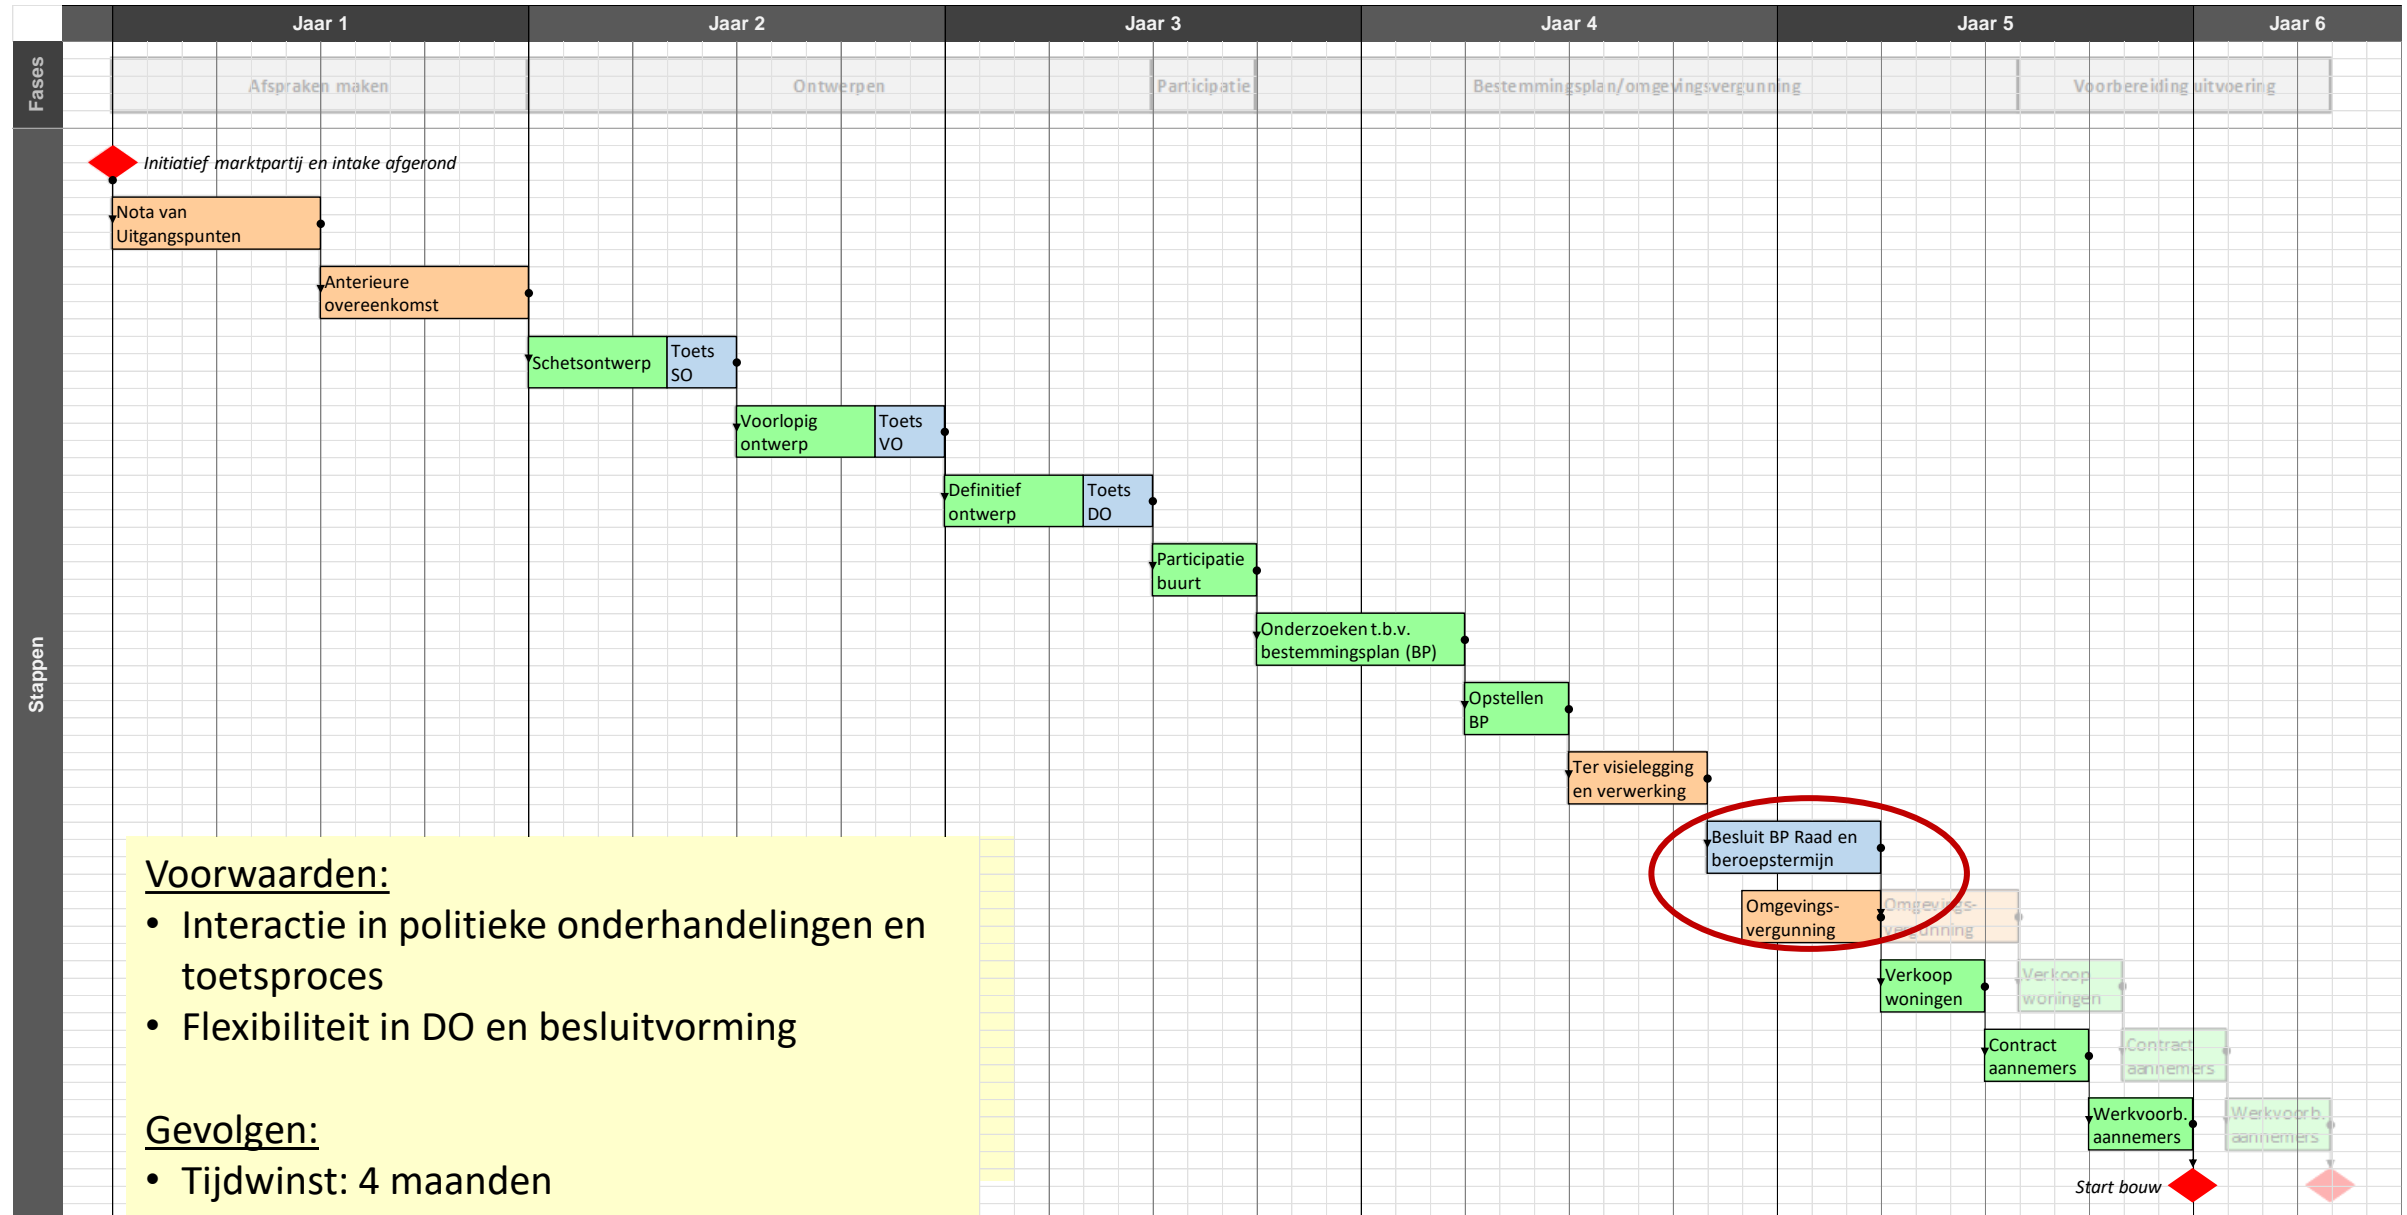 Jaar 1 Jaar 2 Jaar 3 Jaar 4 Jaar 5 Jaar 6
Fases
Afspraken maken Ontwerpen Participatie Bestemmingsplan/omgevingsvergunning Voorbereiding uitvoering
Stappen
Initiatief marktpartij en intake afgerond
Nota van
Uitgangspunten
Anterieure
overeenkomst
Schetsontwerp
Toets
SO
Voorlopig
ontwerp
Toets
VO
Definitief
ontwerp
Toets
DO
Participatie
buurt
Onderzoeken t.b.v.
bestemmingsplan (BP)
Opstellen
BP
Ter visielegging
en verwerking
Besluit BP Raad en
beroepstermijn
Omgevings-
vergunning
Omgevings-
vergunning
Verkoop
woningen
Verkoop
woningen
Contract
aannemers
Contract
aannemers
Werkvoorb.
aannemers
Werkvoorb.
aannemers
Start bouw
Voorwaarden:
• Interactie in politieke onderhandelingen en
toetsproces
• Flexibiliteit in DO en besluitvorming
Gevolgen:
• Tijdwinst: 4 maanden